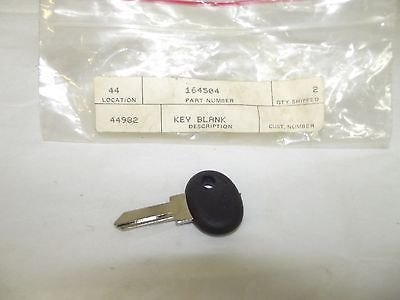 44 164504 2
LOCATION PART NUMBER QTY. SHIPPED
44982 KEY BLANK
DESCRIPTION CUST. NUMBER